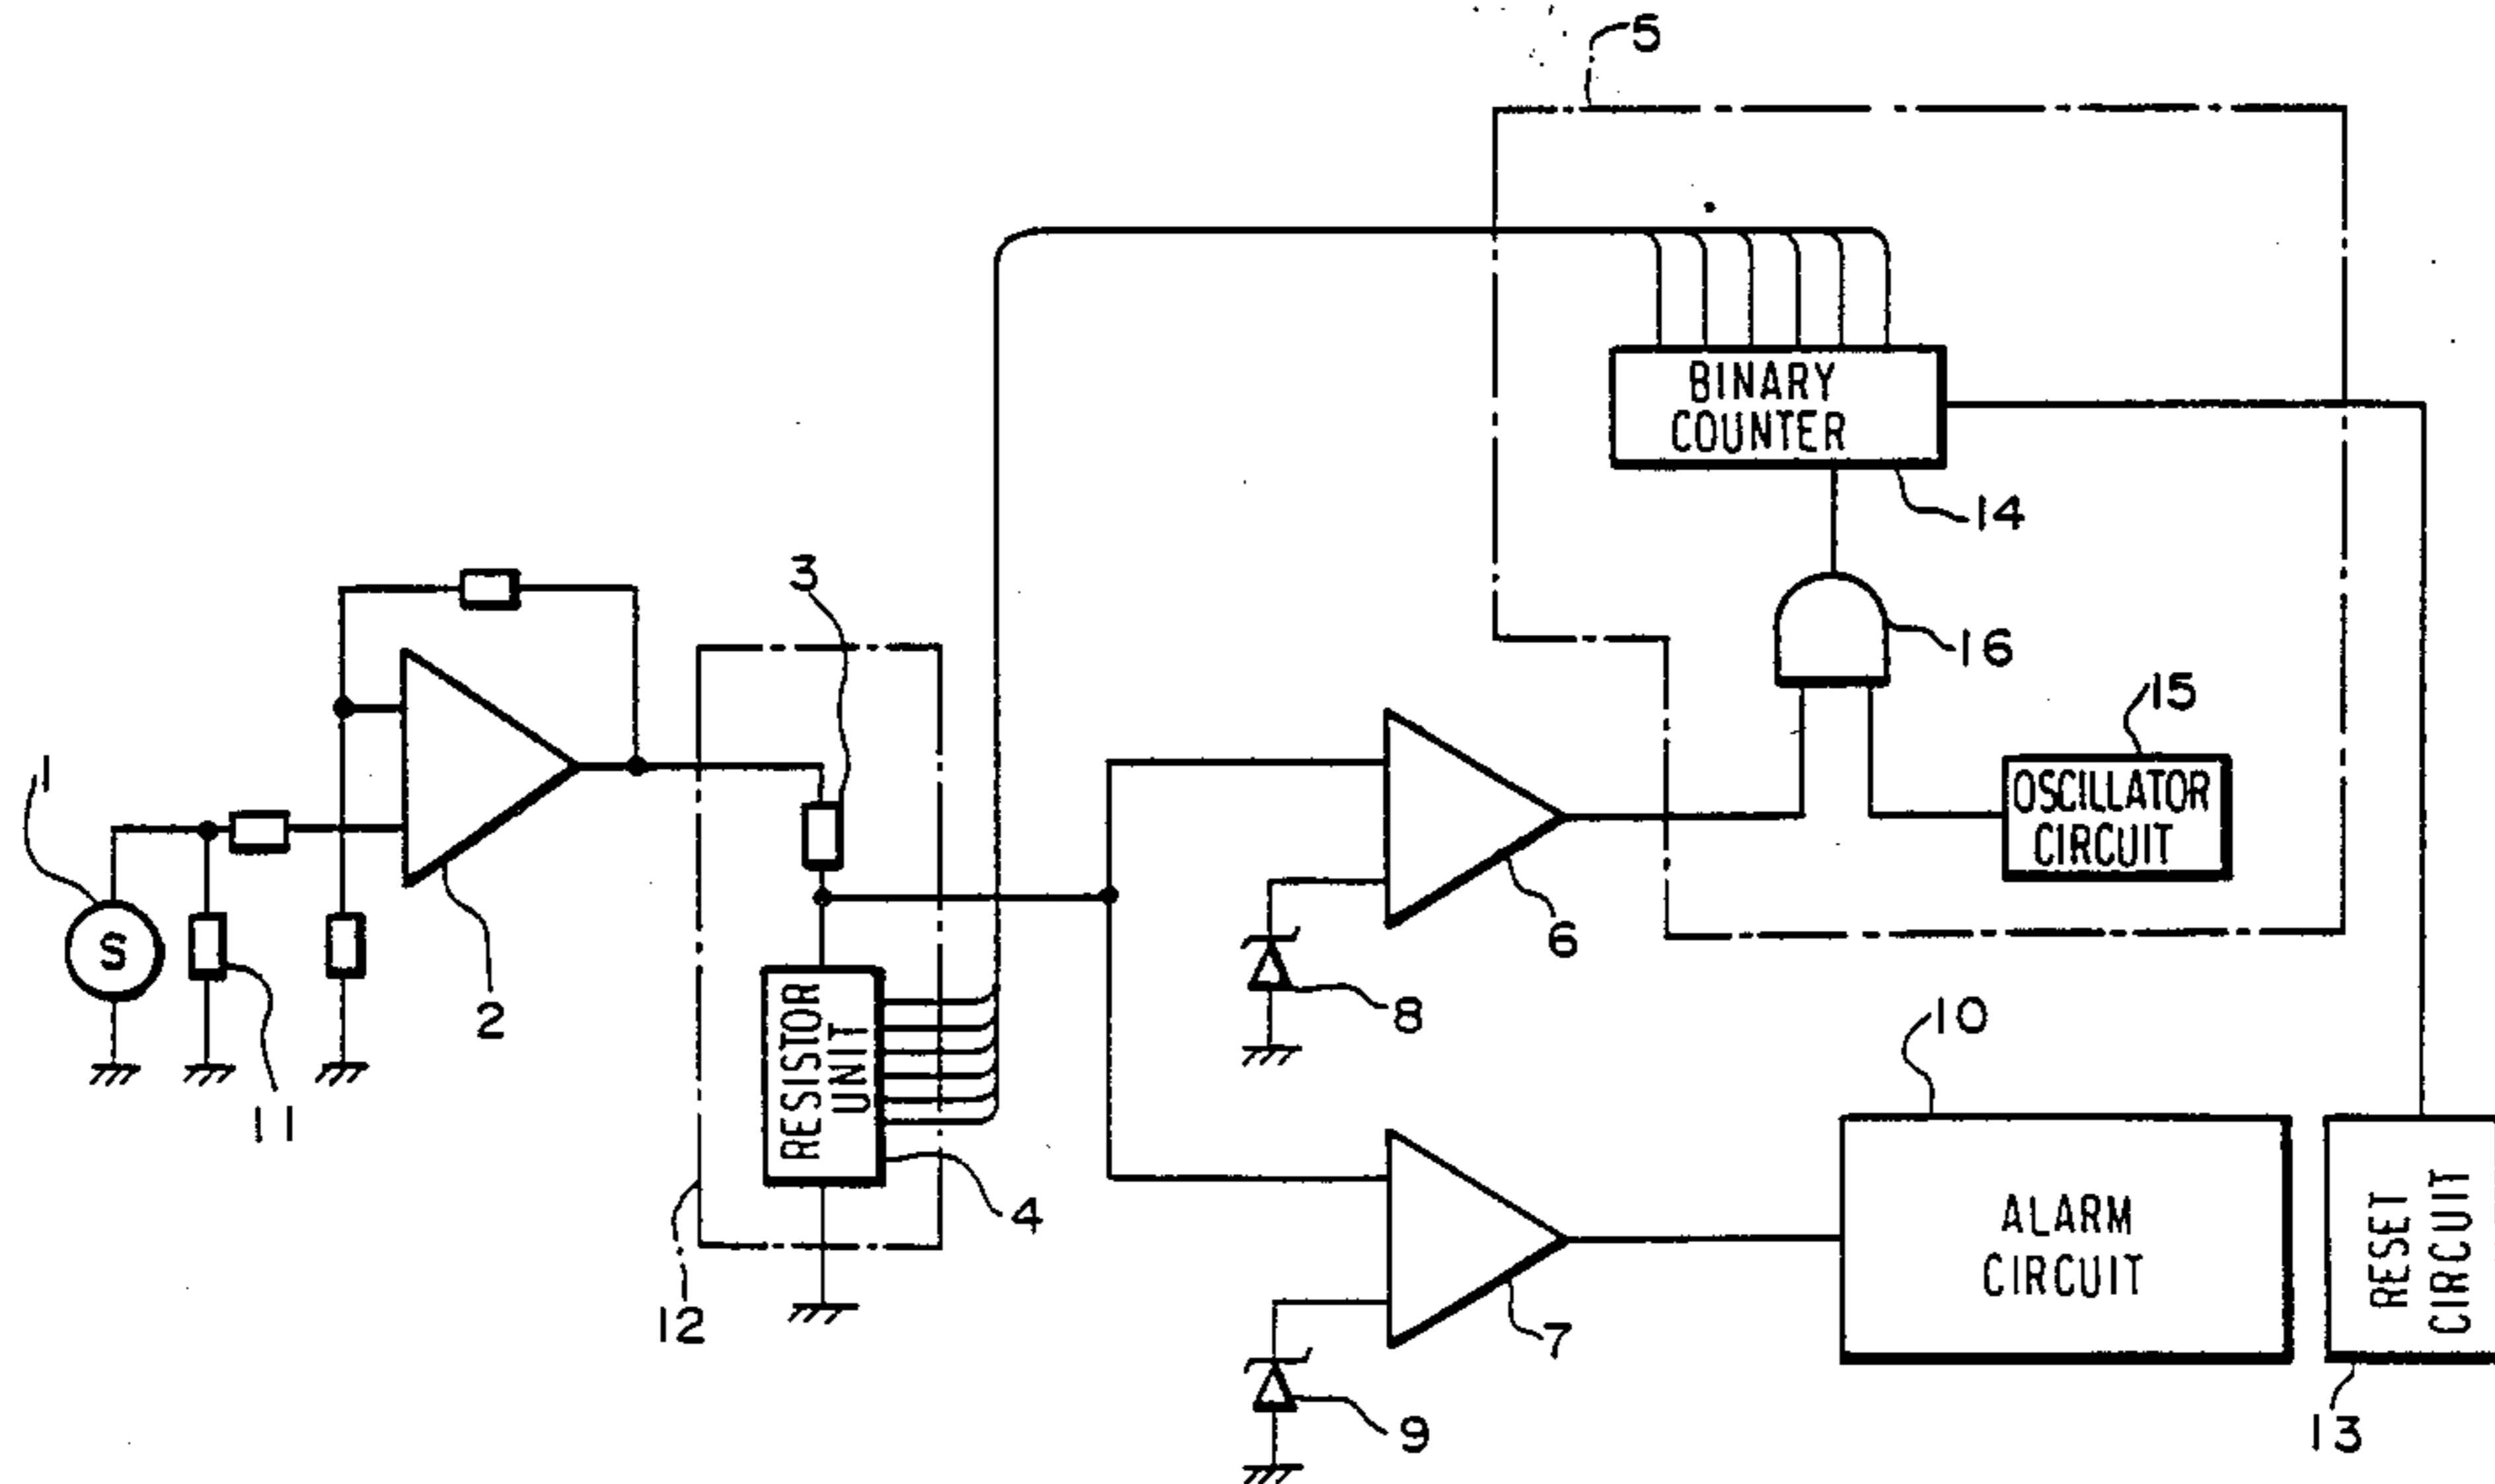 5
BINARY
COUNTER
14
3
16
15
OSCILLATOR
CIRCUIT
1
S
6
2
8
RESISTOR
UNIT
10
11
4
ALARM
CIRCUIT
RESET
CIRCUIT
12
7
9
13